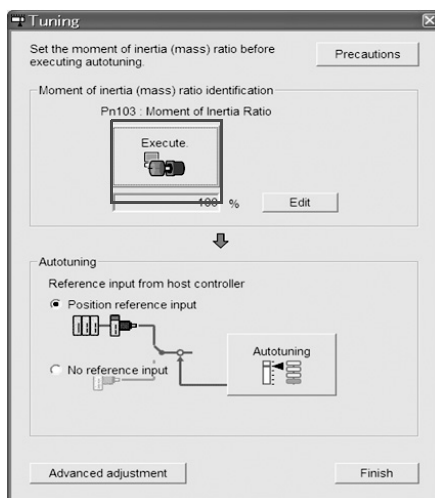 Tuning
Set the moment of inertia (mass) ratio before
executing autotuning.
Precautions
Moment of inertia (mass) ratio identification
Pn103 : Moment of Inertia Ratio
Execute.
100 %
Edit
Autotuning
Reference input from host controller
Position reference input
No reference input
Autotuning
Advanced adjustment
Finish